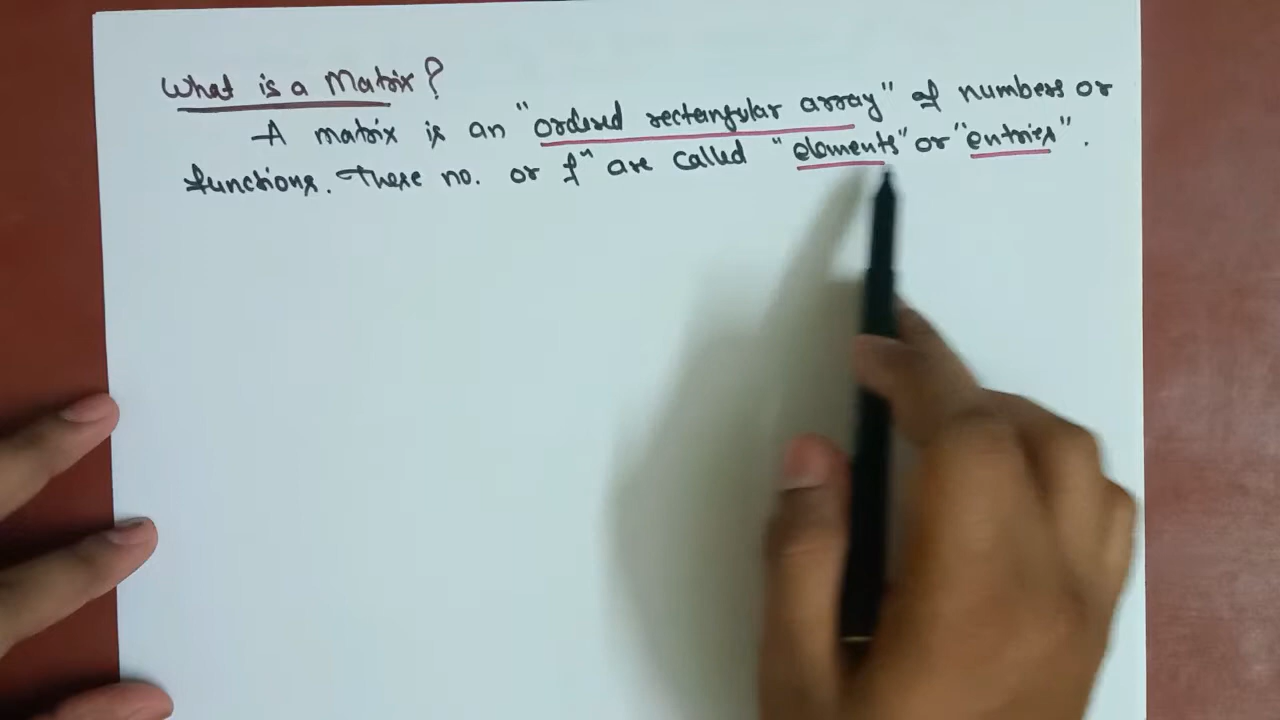 What is a Matrix?
A matrix is an "ordered rectangular array" of numbers or
functions. These no. or fⁿ are called "elements" or "entries".